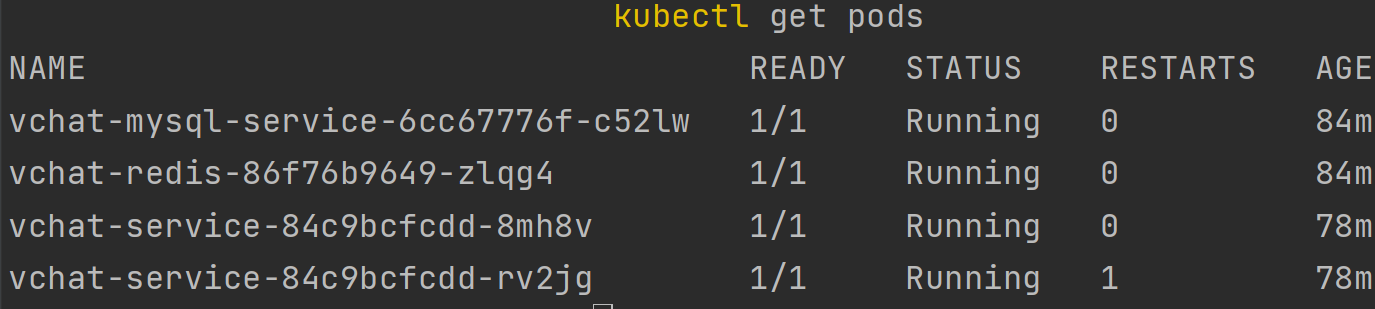 kubectl get pods
NAME READY STATUS RESTARTS AGE
vchat-mysql-service-6cc67776f-c52lw 1/1 Running 0 84m
vchat-redis-86f76b9649-zlqg4 1/1 Running 0 84m
vchat-service-84c9bcfcdd-8mh8v 1/1 Running 0 78m
vchat-service-84c9bcfcdd-rv2jg 1/1 Running 1 78m